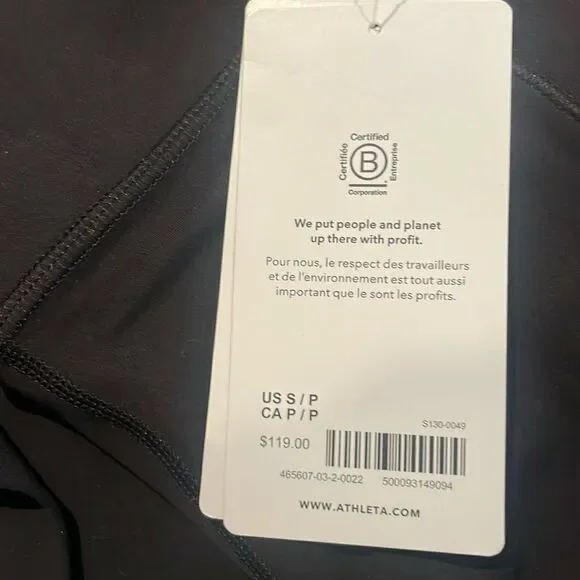 Certified
Certifiée
B
Entreprise
Corporation
We put people and planet
up there with profit.
Pour nous, le respect des travailleurs
et de l'environnement est tout aussi
important que le sont les profits.
US S / P
CA P / P
S130-0049
$119.00
465607-03-2-0022 500093149094
WWW.ATHLETA.COM